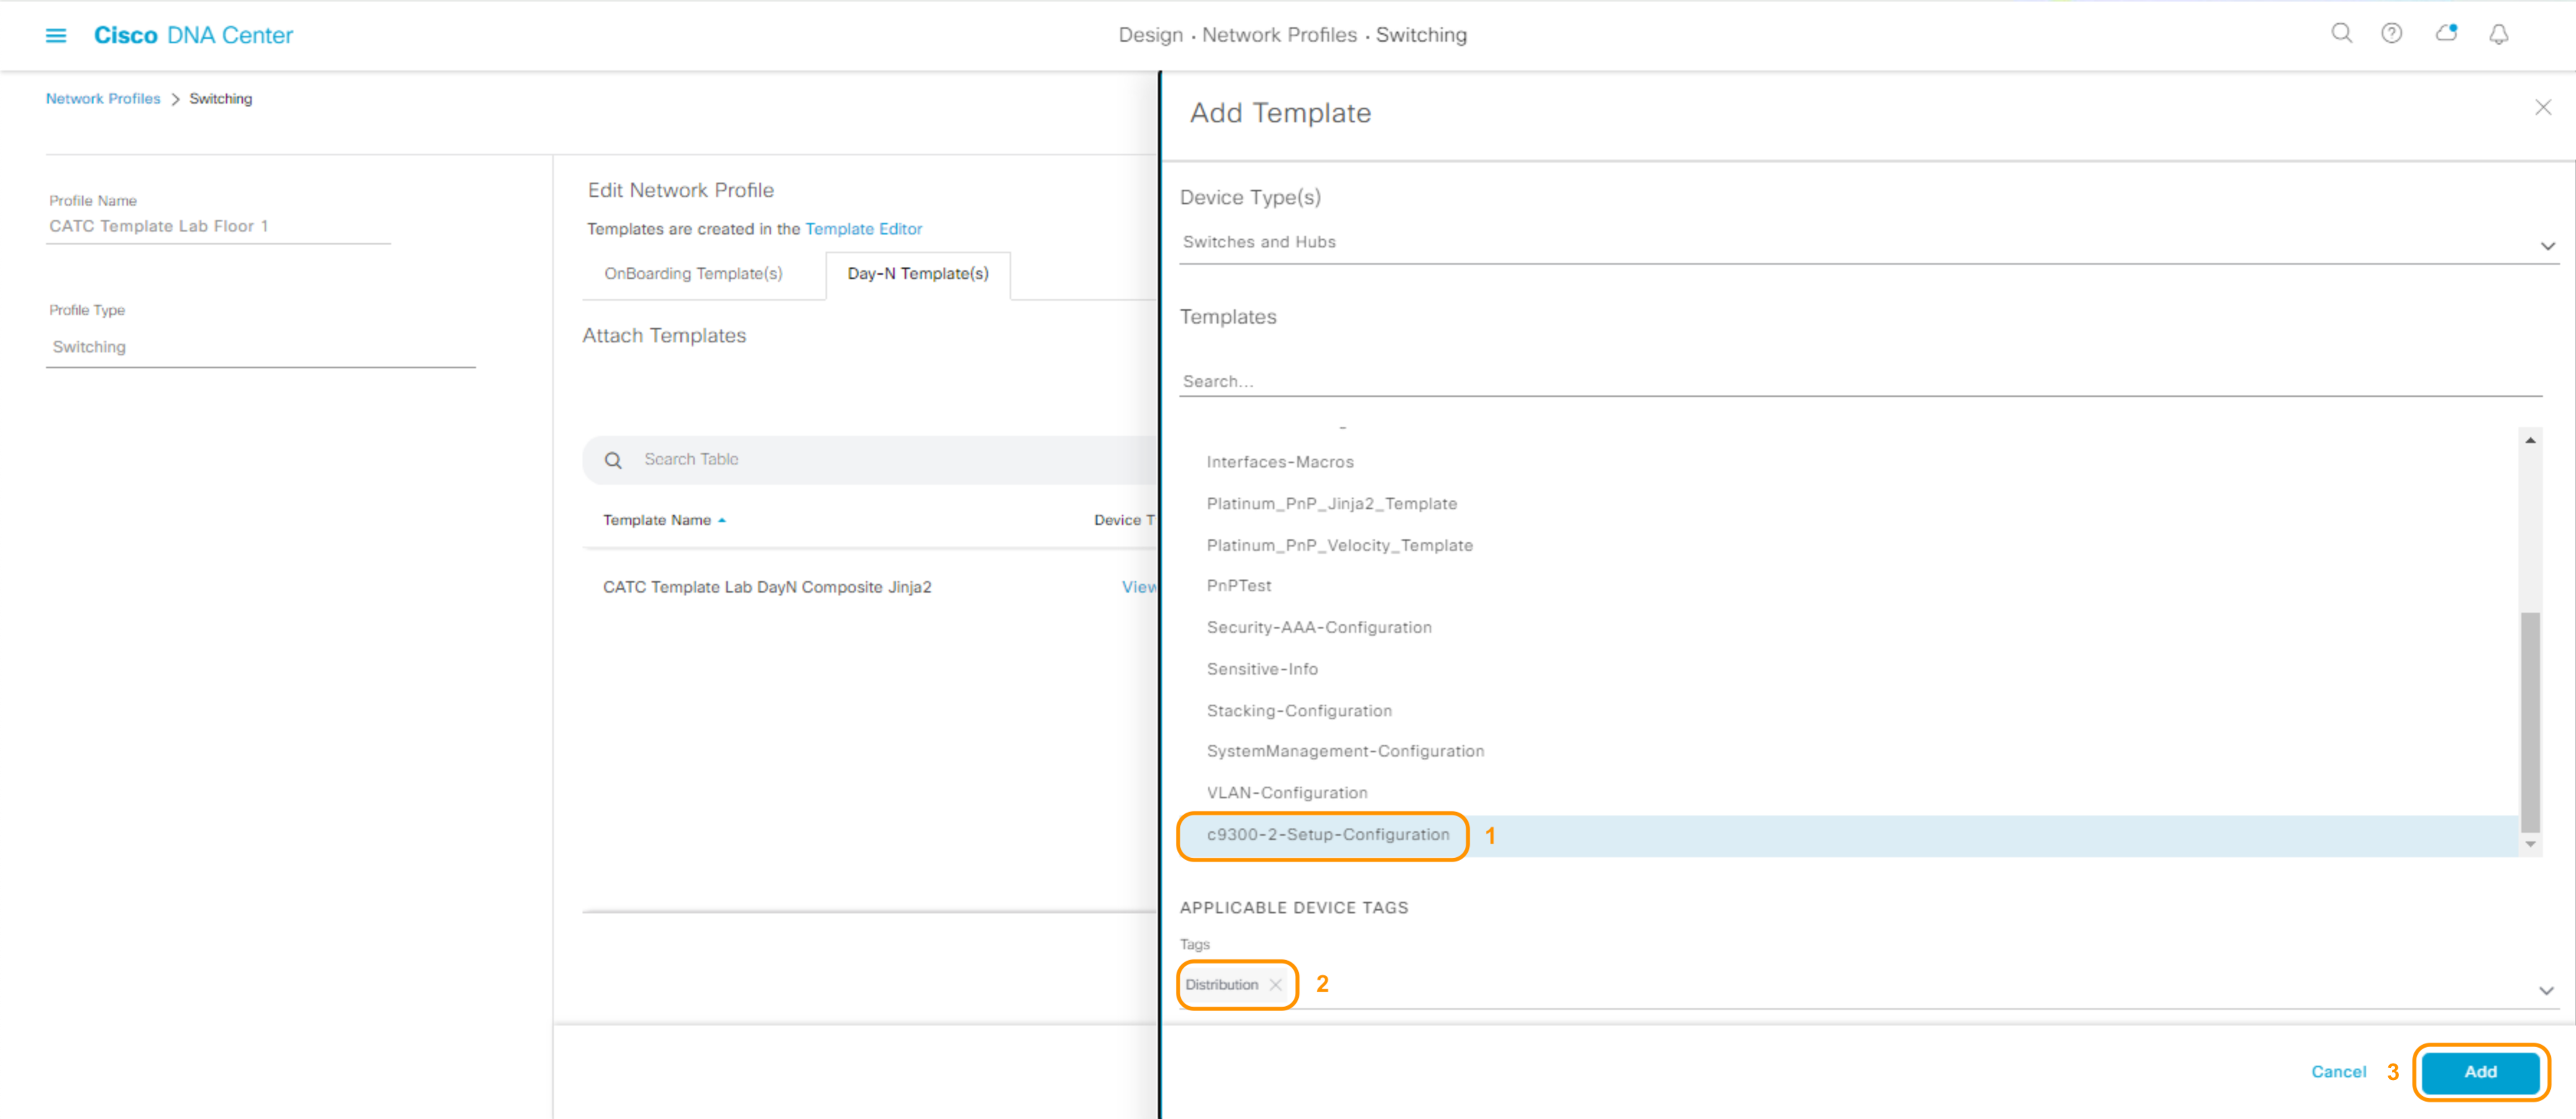 Cisco DNA Center
Design · Network Profiles · Switching
Network Profiles > Switching
Profile Name
CATC Template Lab Floor 1
Profile Type
Switching
Edit Network Profile
Templates are created in the Template Editor
OnBoarding Template(s)
Day-N Template(s)
Attach Templates
Search Table
Template Name
Device T
CATC Template Lab DayN Composite Jinja2
View
Add Template
Device Type(s)
Switches and Hubs
Templates
Search...
Interfaces-Macros
Platinum_PnP_Jinja2_Template
Platinum_PnP_Velocity_Template
PnPTest
Security-AAA-Configuration
Sensitive-Info
Stacking-Configuration
SystemManagement-Configuration
VLAN-Configuration
c9300-2-Setup-Configuration 1
APPLICABLE DEVICE TAGS
Tags
Distribution 2
Cancel 3 Add